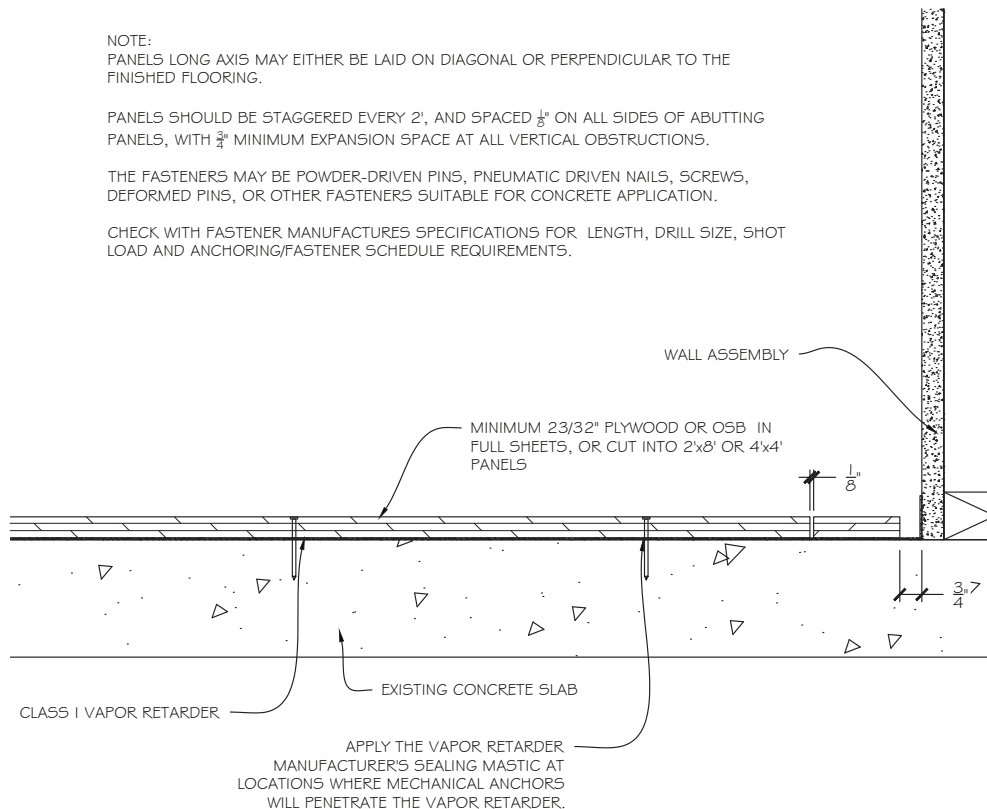 NOTE:
PANELS LONG AXIS MAY EITHER BE LAID ON DIAGONAL OR PERPENDICULAR TO THE
FINISHED FLOORING.
PANELS SHOULD BE STAGGERED EVERY 2', AND SPACED 1/8" ON ALL SIDES OF ABUTTING
PANELS, WITH 3/4" MINIMUM EXPANSION SPACE AT ALL VERTICAL OBSTRUCTIONS.
THE FASTENERS MAY BE POWDER-DRIVEN PINS, PNEUMATIC DRIVEN NAILS, SCREWS,
DEFORMED PINS, OR OTHER FASTENERS SUITABLE FOR CONCRETE APPLICATION.
CHECK WITH FASTENER MANUFACTURES SPECIFICATIONS FOR LENGTH, DRILL SIZE, SHOT
LOAD AND ANCHORING/FASTENER SCHEDULE REQUIREMENTS.
WALL ASSEMBLY
MINIMUM 23/32" PLYWOOD OR OSB IN
FULL SHEETS, OR CUT INTO 2'x8' OR 4'x4'
PANELS
1/8"
3/4"
EXISTING CONCRETE SLAB
CLASS I VAPOR RETARDER
APPLY THE VAPOR RETARDER
MANUFACTURER'S SEALING MASTIC AT
LOCATIONS WHERE MECHANICAL ANCHORS
WILL PENETRATE THE VAPOR RETARDER.